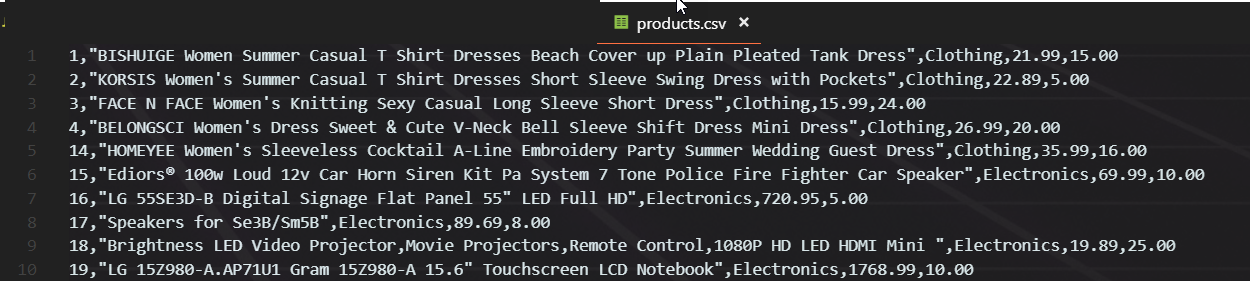 products.csv ×
1 1,"BISHUIGE Women Summer Casual T Shirt Dresses Beach Cover up Plain Pleated Tank Dress",Clothing,21.99,15.00
2 2,"KORSIS Women's Summer Casual T Shirt Dresses Short Sleeve Swing Dress with Pockets",Clothing,22.89,5.00
3 3,"FACE N FACE Women's Knitting Sexy Casual Long Sleeve Short Dress",Clothing,15.99,24.00
4 4,"BELONGSCI Women's Dress Sweet & Cute V-Neck Bell Sleeve Shift Dress Mini Dress",Clothing,26.99,20.00
5 14,"HOMEYEE Women's Sleeveless Cocktail A-Line Embroidery Party Summer Wedding Guest Dress",Clothing,35.99,16.00
6 15,"Ediors® 100w Loud 12v Car Horn Siren Kit Pa System 7 Tone Police Fire Fighter Car Speaker",Electronics,69.99,10.00
7 16,"LG 55SE3D-B Digital Signage Flat Panel 55" LED Full HD",Electronics,720.95,5.00
8 17,"Speakers for Se3B/Sm5B",Electronics,89.69,8.00
9 18,"Brightness LED Video Projector,Movie Projectors,Remote Control,1080P HD LED HDMI Mini ",Electronics,19.89,25.00
10 19,"LG 15Z980-A.AP71U1 Gram 15Z980-A 15.6" Touchscreen LCD Notebook",Electronics,1768.99,10.00